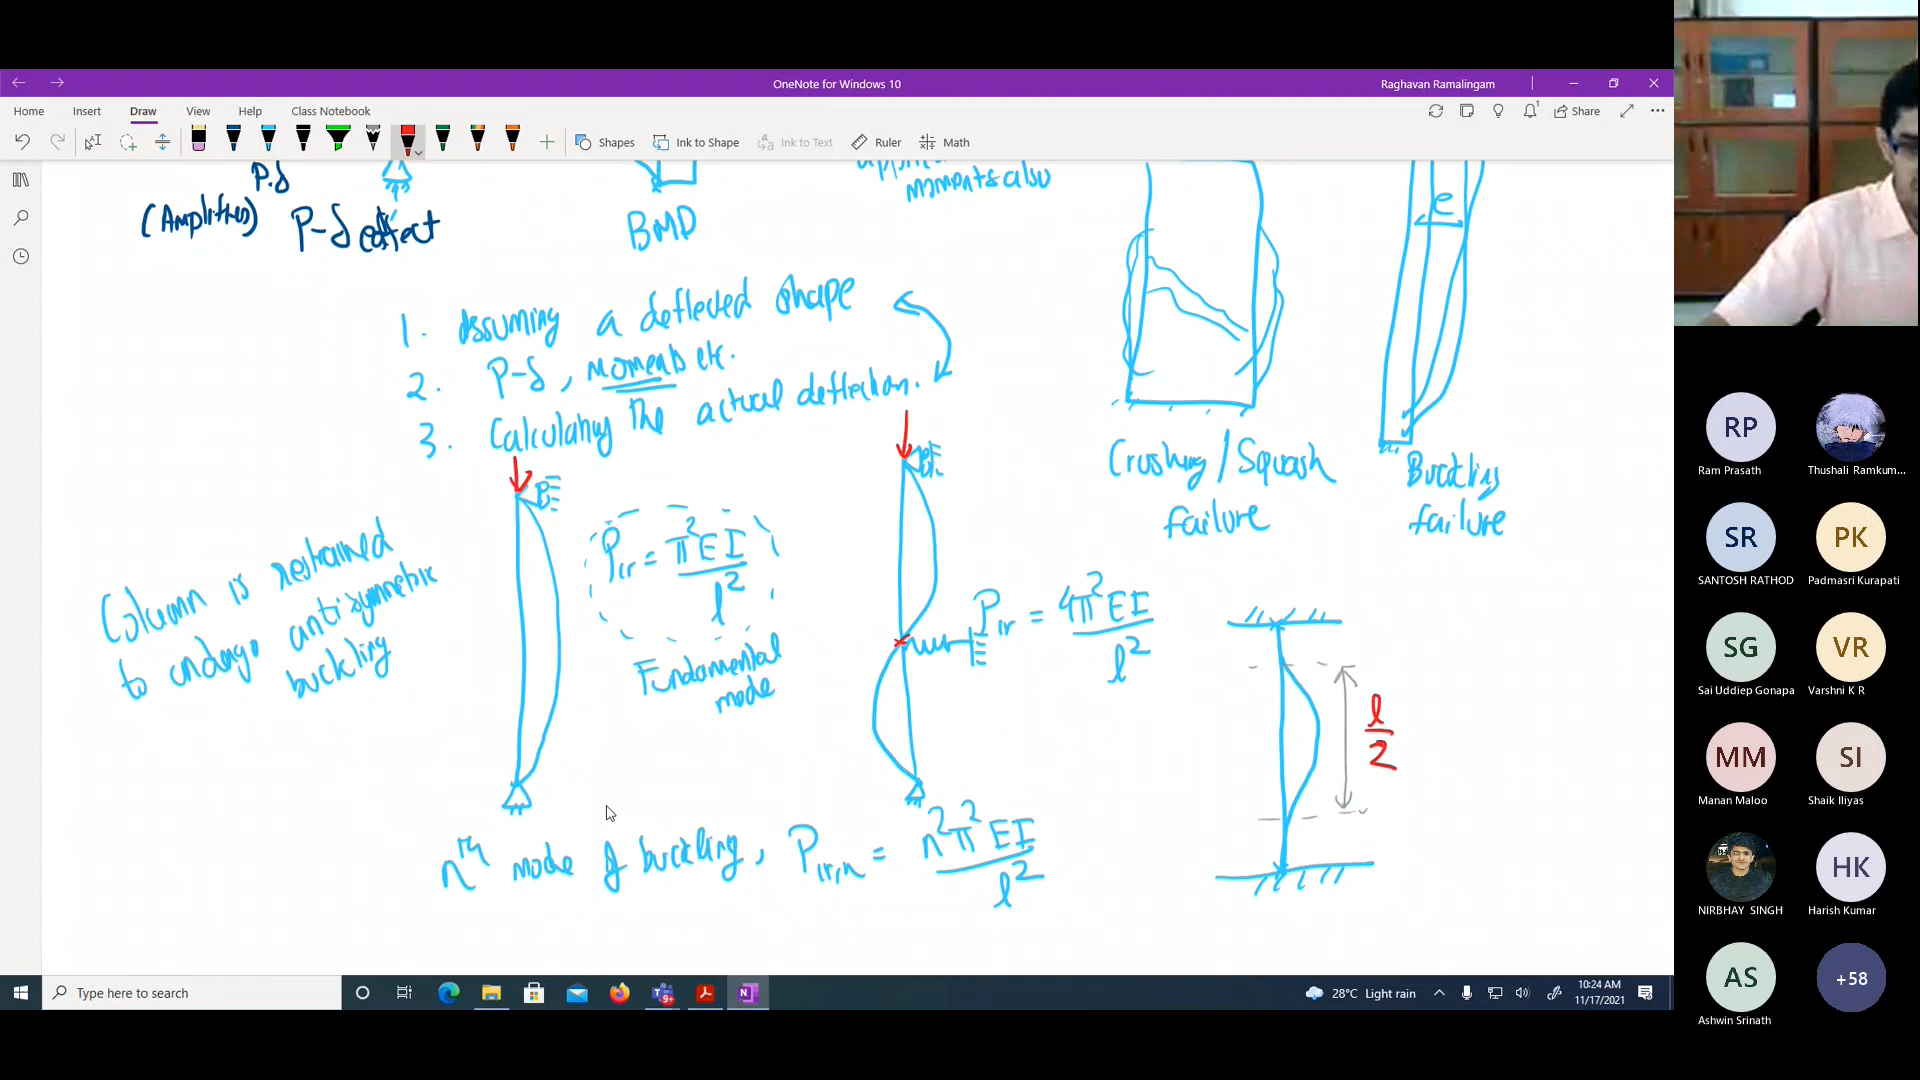 OneNote for Windows 10
Raghavan Ramalingam
Home Insert Draw View Help Class Notebook
Share
Shapes Ink to Shape Ink to Text Ruler Math
P.δ
(Amplifies) P-δ effect
BMD
moments also
e
1. Assuming a deflected shape
2. P-δ, moments etc.
3. Calculating the actual deflection.
Crushing / Squash
failure
Buckling
failure
Column is restrained
to undergo antisymmetric
buckling
Pcr = π²EI
l²
Fundamental
mode
Pcr = 4π²EI
l²
l
2
nth mode of buckling, Pcr,n = n²π²EI
l²
RP
Ram Prasath
Thushali Ramkum...
SR
SANTOSH RATHOD
PK
Padmasri Kurapati
SG
Sai Uddiep Gonapa
VR
Varshni K R
MM
Manan Maloo
SI
Shaik Iliyas
NIRBHAY SINGH
HK
Harish Kumar
AS
Ashwin Srinath
+58
Type here to search
28°C Light rain
10:24 AM
11/17/2021